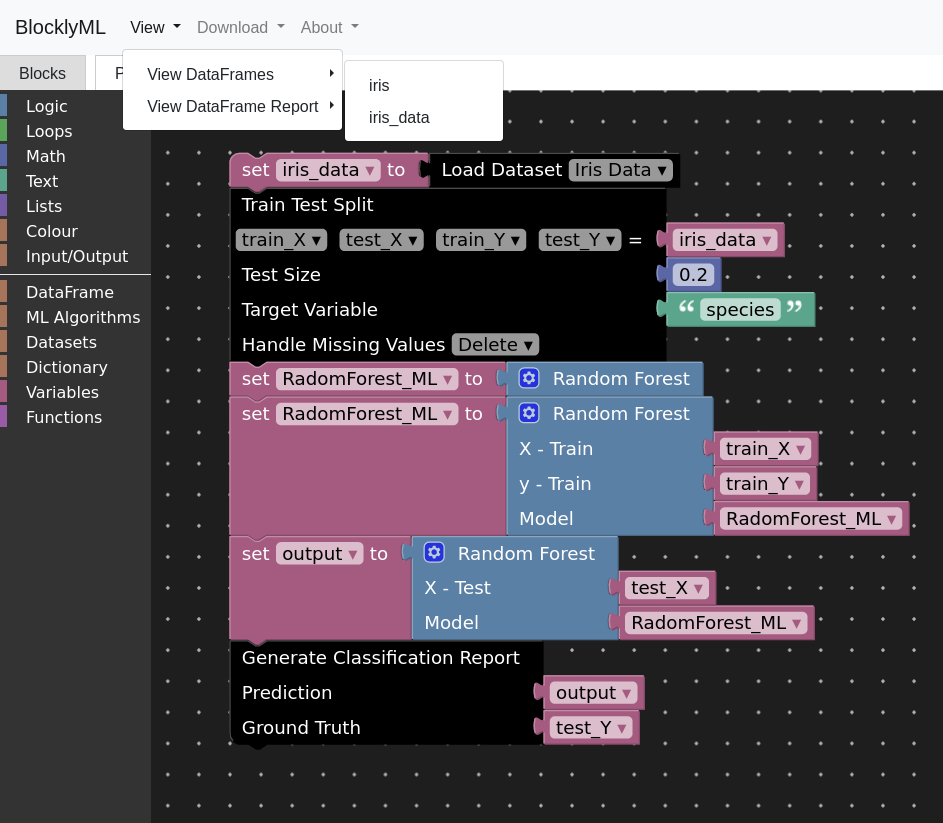 BlocklyML View Download About
Blocks P
View DataFrames
View DataFrame Report
iris
iris_data
Logic
Loops
Math
Text
Lists
Colour
Input/Output
DataFrame
ML Algorithms
Datasets
Dictionary
Variables
Functions
set iris_data ▾ to Load Dataset Iris Data ▾
Train Test Split
train_X ▾ test_X ▾ train_Y ▾ test_Y ▾ = iris_data ▾
Test Size 0.2
Target Variable “ species ”
Handle Missing Values Delete ▾
set RadomForest_ML ▾ to Random Forest
set RadomForest_ML ▾ to Random Forest
X - Train train_X ▾
y - Train train_Y ▾
Model RadomForest_ML ▾
set output ▾ to Random Forest
X - Test test_X ▾
Model RadomForest_ML ▾
Generate Classification Report
Prediction output ▾
Ground Truth test_Y ▾